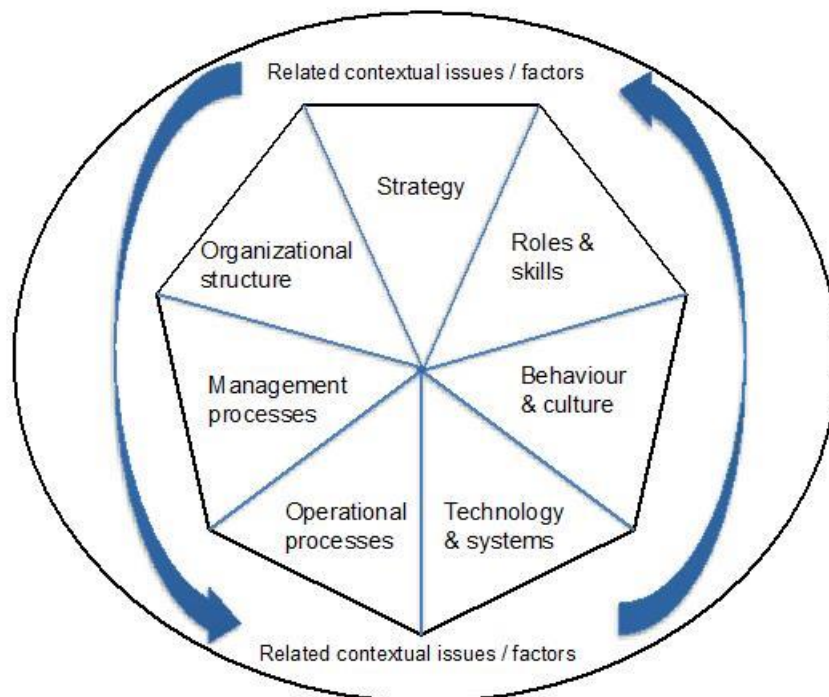 Related contextual issues / factors
Strategy
Roles &
skills
Organizational
structure
Management
processes
Behaviour
& culture
Operational
processes
Technology
& systems
Related contextual issues / factors